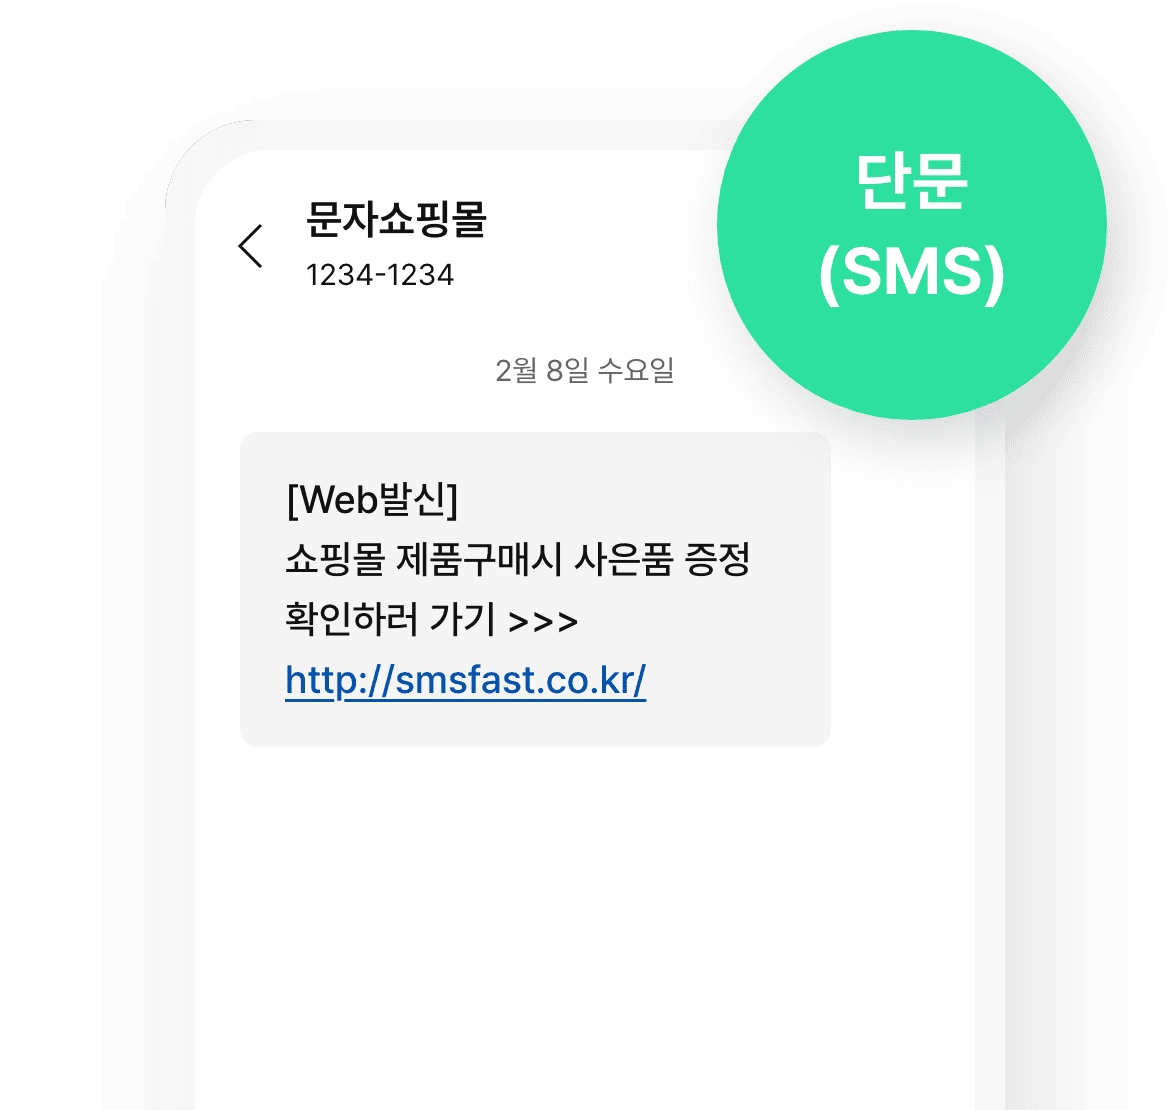 단문
(SMS)
문자쇼핑몰
1234-1234
2월 8일 수요일
[Web발신]
쇼핑몰 제품구매시 사은품 증정
확인하러 가기 >>>
http://smsfast.co.kr/